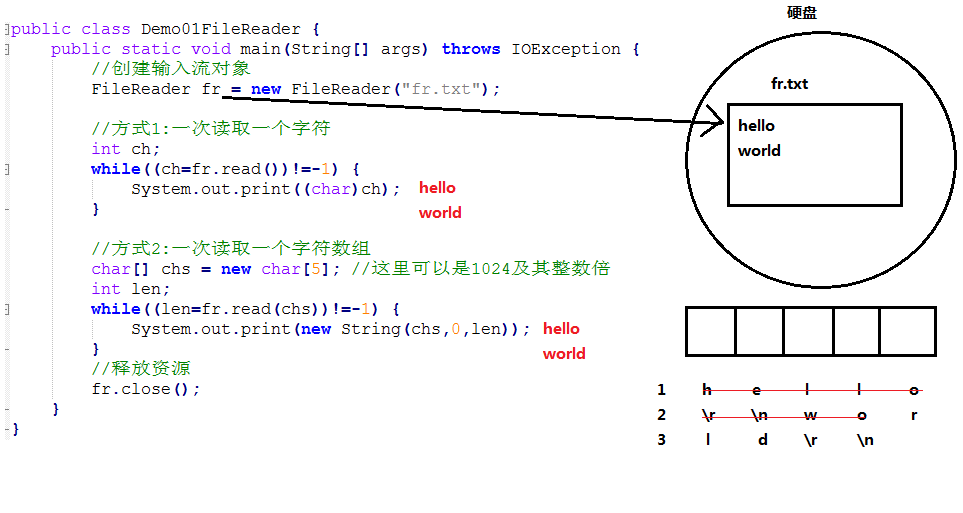 public class Demo01FileReader {
public static void main(String[] args) throws IOException {
//创建输入流对象
FileReader fr = new FileReader("fr.txt");
//方式1:一次读取一个字符
int ch;
while((ch=fr.read())!=-1) {
System.out.print((char)ch);
}
hello
world
//方式2:一次读取一个字符数组
char[] chs = new char[5]; //这里可以是1024及其整数倍
int len;
while((len=fr.read(chs))!=-1) {
System.out.print(new String(chs,0,len));
}
hello
world
//释放资源
fr.close();
}
}
硬盘
fr.txt
hello
world
1 h e l l o
2 \r \n w o r
3 l d \r \n